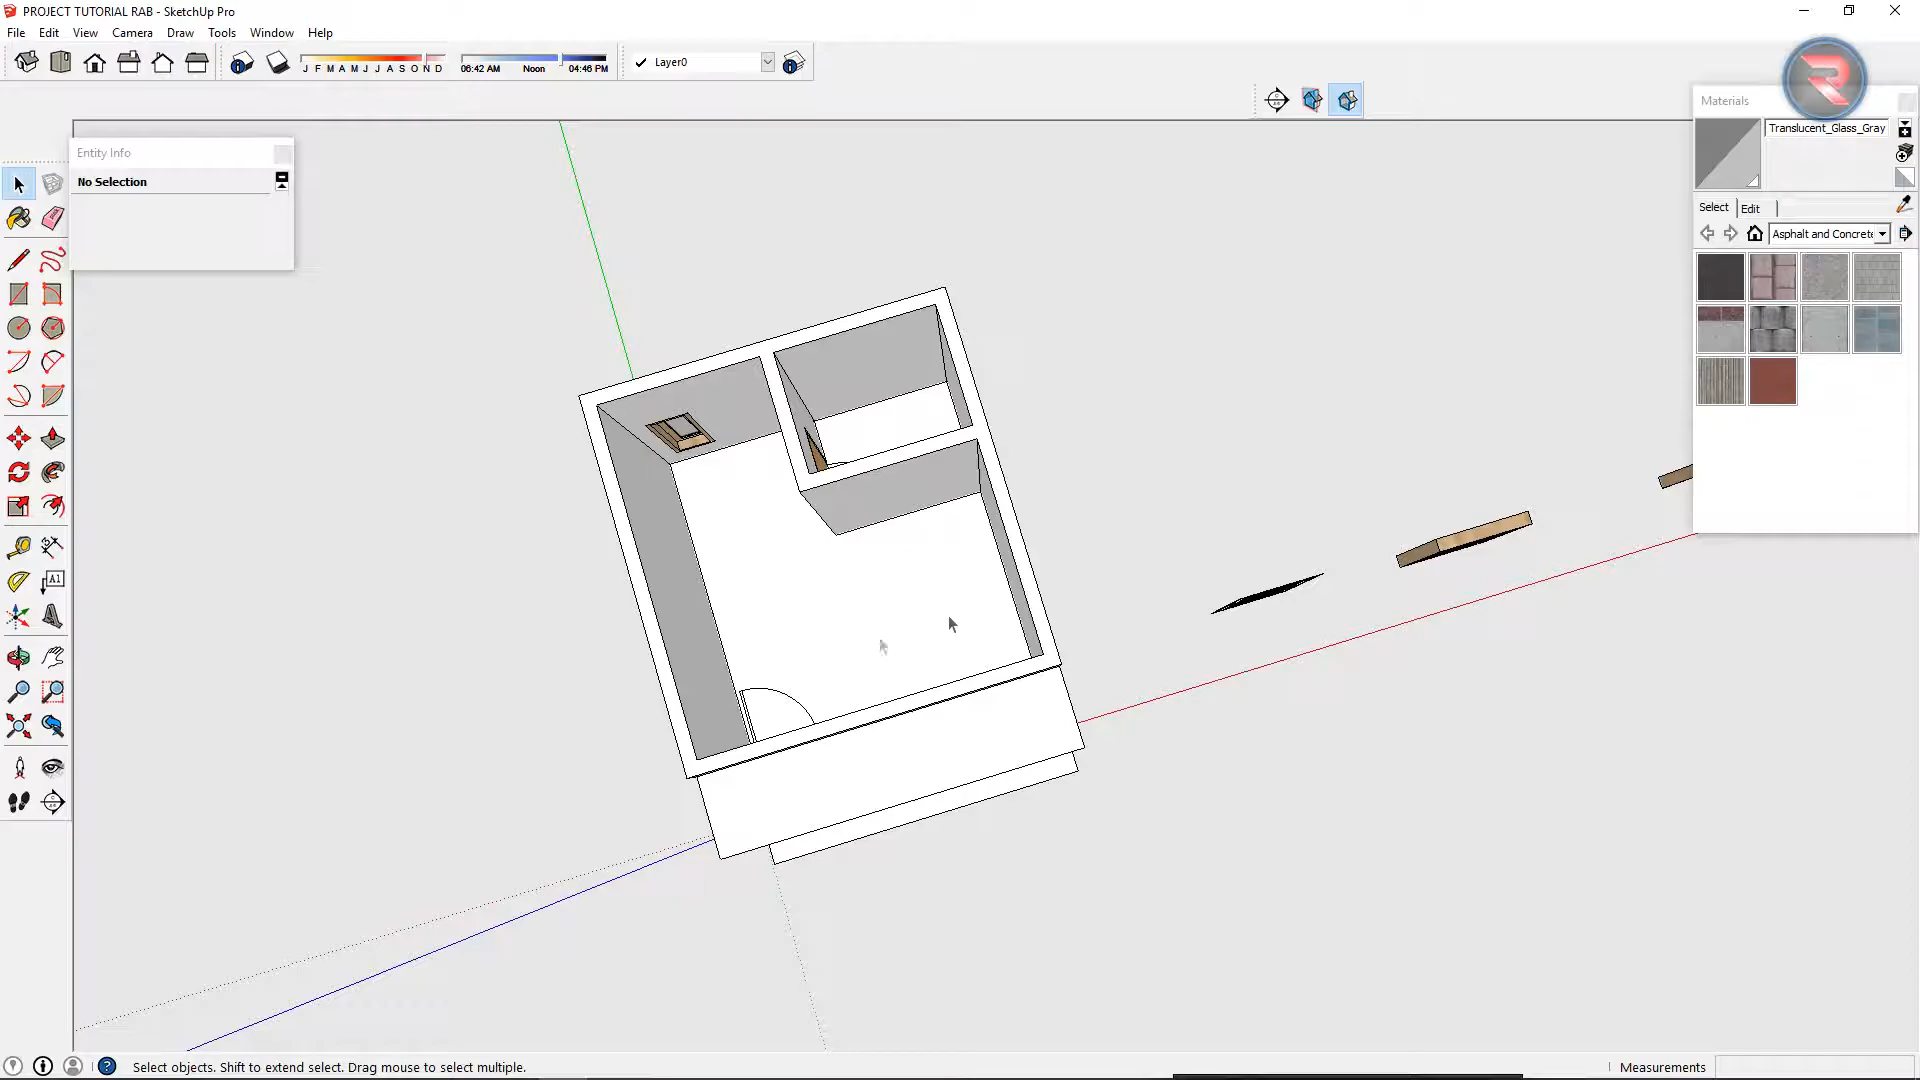 PROJECT TUTORIAL RAB - SketchUp Pro
File Edit View Camera Draw Tools Window Help
J F M A M J J A S O N D
06:42 AM Noon 04:46 PM
Layer0
Materials
Translucent_Glass_Gray
Entity Info
No Selection
Select Edit
Asphalt and Concrete
A1
Select objects. Shift to extend select. Drag mouse to select multiple.
Measurements